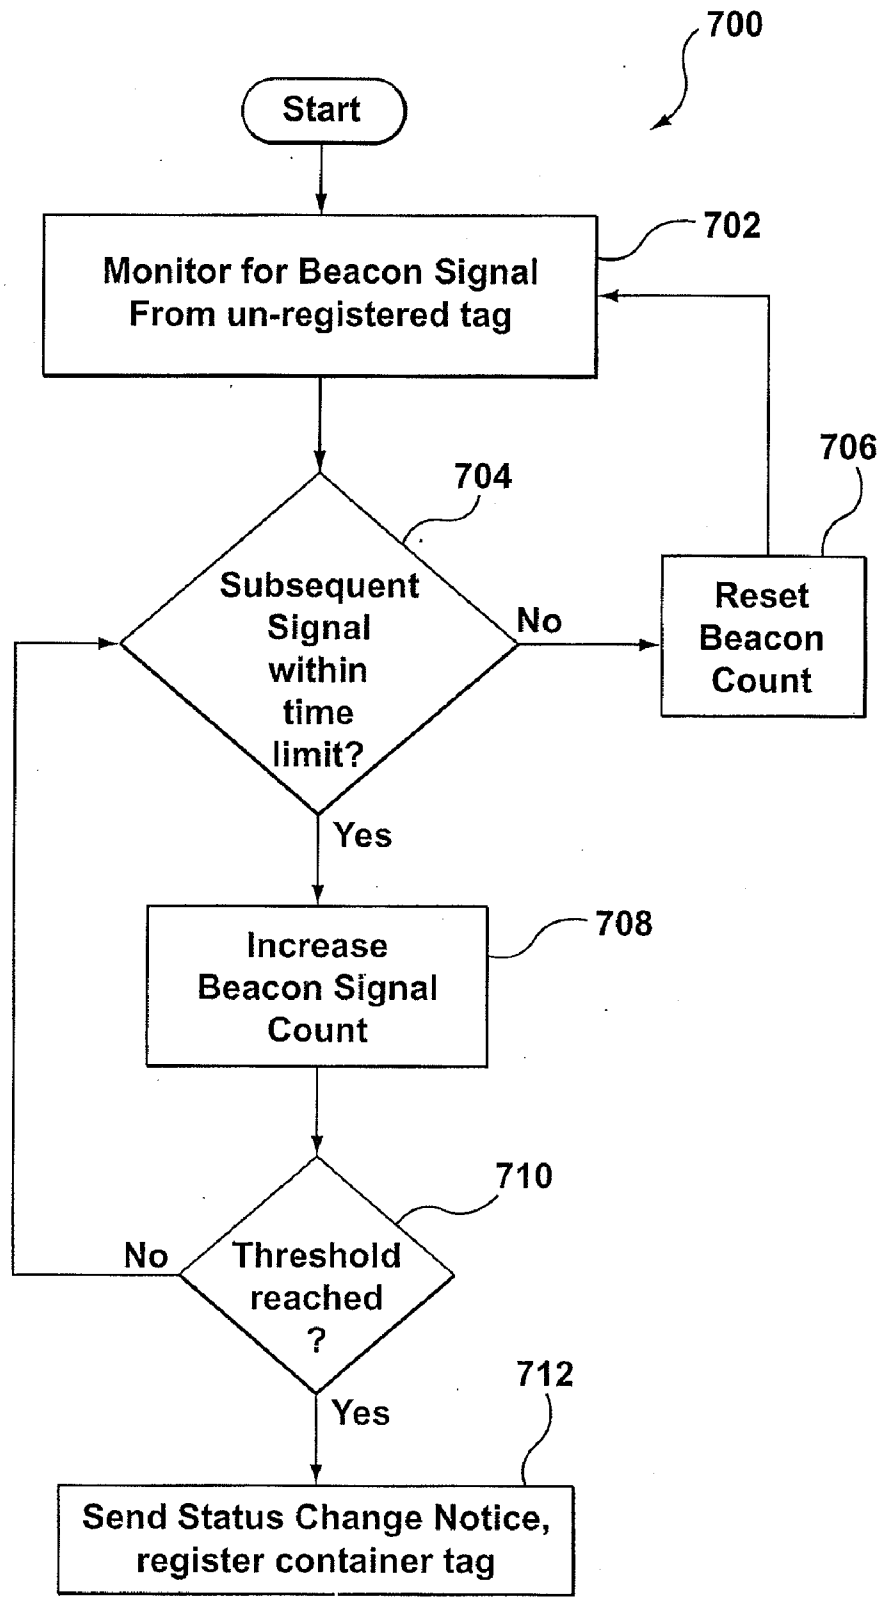 700
Start
702
Monitor for Beacon Signal
From un-registered tag
706
704
Subsequent
Signal
within
time
limit?
No
Reset
Beacon
Count
Yes
708
Increase
Beacon Signal
Count
710
No
Threshold
reached
?
712
Yes
Send Status Change Notice,
register container tag